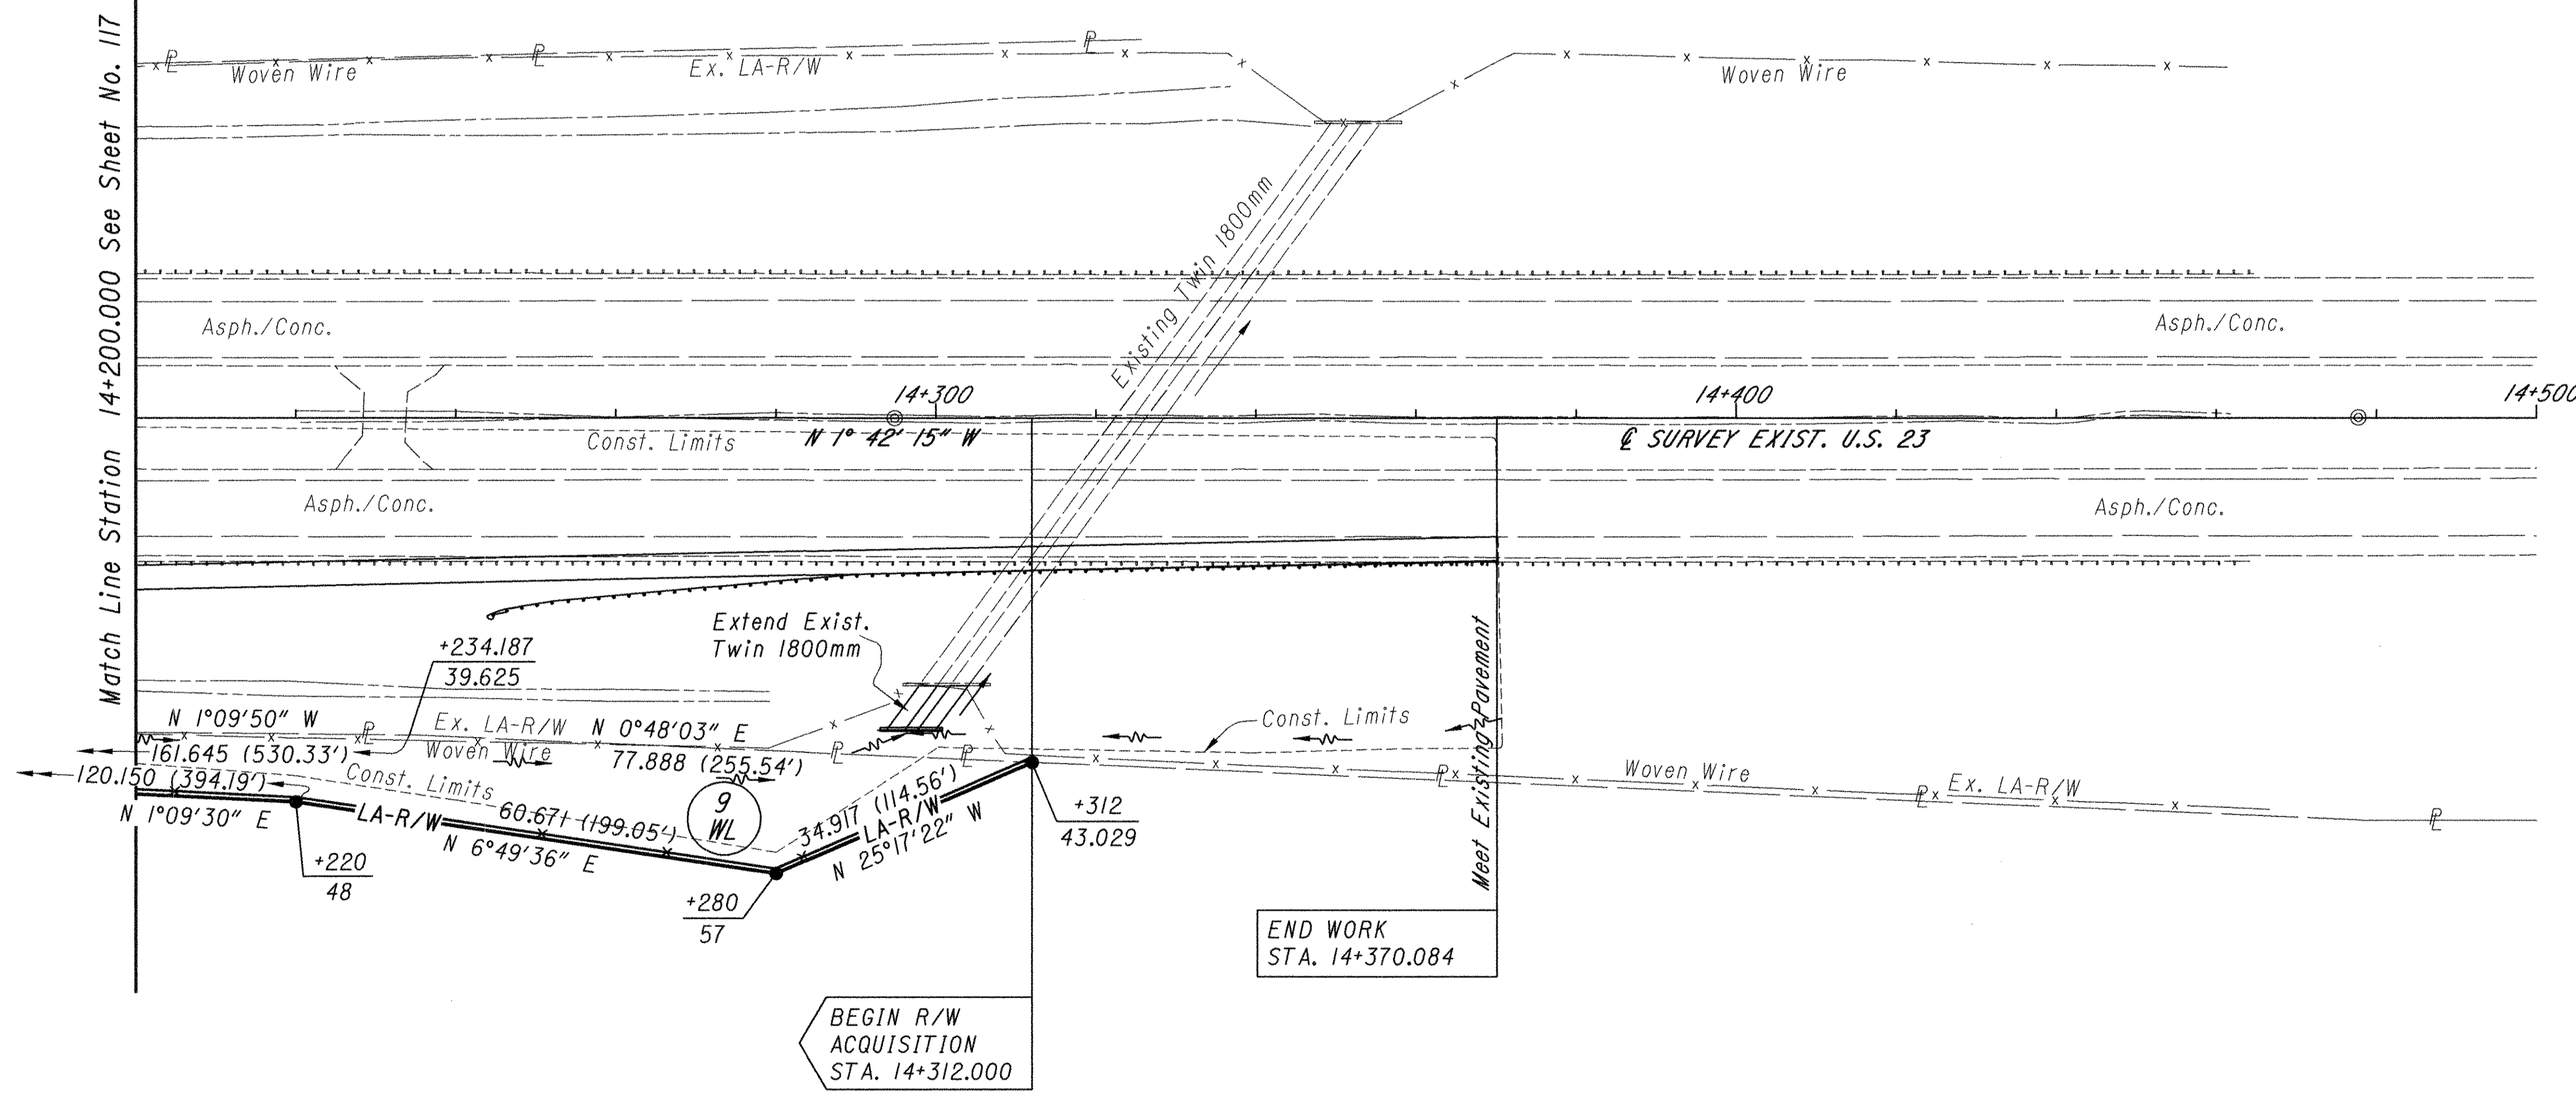 Match Line Station 14+200.000 See Sheet No. 117
Woven Wire
Ex. LA-R/W
Woven Wire
Existing Twin 1800mm
Asph./Conc.
Asph./Conc.
14+300
14+400
14+500
Const. Limits
N 1° 42' 15" W
℄ SURVEY EXIST. U.S. 23
Asph./Conc.
Asph./Conc.
Extend Exist.
Twin 1800mm
+234.187
39.625
N 1°09'50" W
Ex. LA-R/W
N 0°48'03" E
Woven Wire
161.645 (530.33')
77.888 (255.54')
120.150 (394.19')
Const. Limits
N 1°09'30" E
LA-R/W
60.671 (199.05')
N 6°49'36" E
9
WL
34.917 (114.56')
LA-R/W
N 25°17'22" W
+220
48
+280
57
+312
43.029
Const. Limits
Meet Existing Pavement
Woven Wire
Ex. LA-R/W
END WORK
STA. 14+370.084
BEGIN R/W
ACQUISITION
STA. 14+312.000